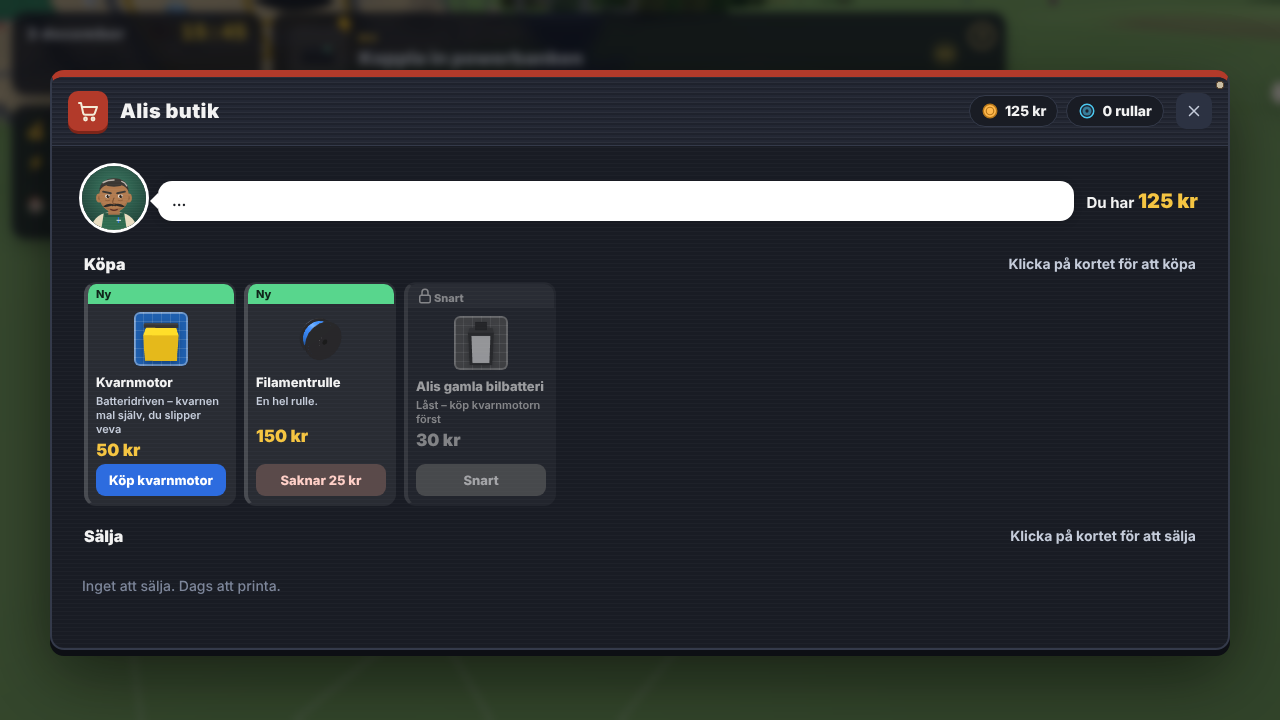 Koppla in powerbanken
Alis butik
125 kr
0 rullar
...
Du har 125 kr
Köpa
Klicka på kortet för att köpa
Ny
Kvarnmotor
Batteridriven – kvarnen
mal själv, du slipper
veva
50 kr
Köp kvarnmotor
Ny
Filamentrulle
En hel rulle.
150 kr
Saknar 25 kr
Snart
Alis gamla bilbatteri
Låst – köp kvarnmotorn
först
30 kr
Snart
Sälja
Klicka på kortet för att sälja
Inget att sälja. Dags att printa.